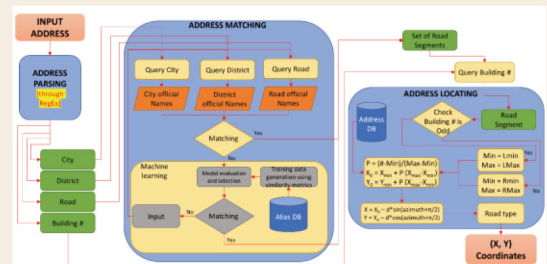 INPUT
ADDRESS
ADDRESS
PARSING
[through
RegEx]
City
District
Road
Building #
ADDRESS MATCHING
Query City
Query District
Query Road
City official
Names
District
official Names
Road official
Names
Matching
Yes
No
Machine
learning
Model evaluation
and selection
Training data
generation using
similarity metrics
Input
No
Matching
Alias DB
Yes
Set of Road
Segments
Query Building #
ADDRESS LOCATING
Address
DB
Check
Building # is
Odd
Road
Segment
Yes
Min = Lmin
Max = LMax
No
Min = Rmin
Max = RMax
P = (#-Min)/(Max-Min)
X₀ = Xmin + P (Xmax-Xmin)
Y₀ = Ymin + P (Xmax-Xmin)
X = X₀ – d*sin(azimuth+π/2)
Y = Y₀ – d*cos(azimuth+π/2)
Road type
(X, Y)
Coordinates